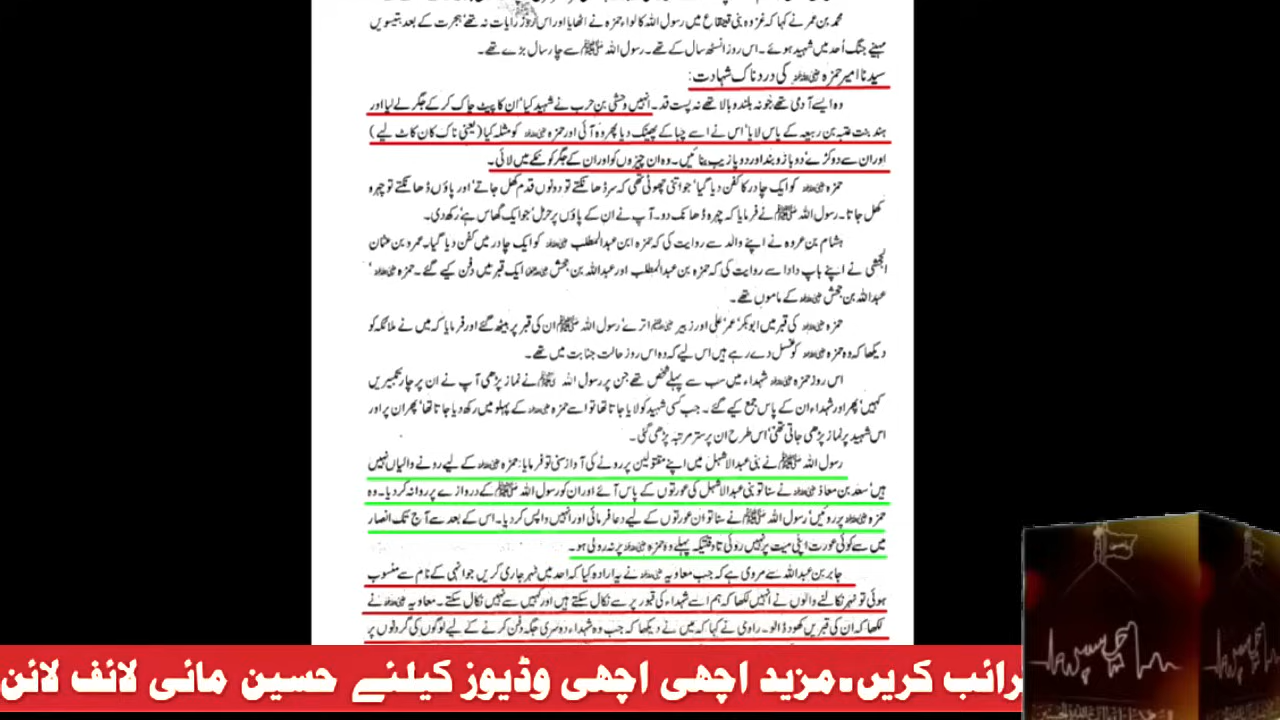 محمد بن عمر نے کہا کہ غزوہ بنی قینقاع میں رسول اللہ کا لواء حمزہ نے اٹھایا اور اس روز رایات نہ تھے' ہجرت کے بعد بتیسویں
مہینے جنگ اُحد میں شہید ہوئے۔ اس روز انسٹھ سال کے تھے۔ رسول اللہ ﷺ سے چار سال بڑے تھے۔
سیدنا امیر حمزہ رضی اللہ عنہ کی دردناک شہادت:
وہ ایسے آدمی تھے جو نہ بلند و بالا تھے نہ پست قد۔ انہیں وحشی بن حرب نے شہید کیا' ان کا پیٹ چاک کر کے جگر لے لیا اور
ہند بنت عتبہ بن ربیعہ کے پاس لایا' اس نے اسے چبا کے پھینک دیا پھر وہ آئی اور حمزہ رضی اللہ عنہ کو مثلہ کیا (یعنی ناک کان کاٹ لیے)
اور ان سے دو کڑے' دو بازو بند اور دو پازیب بنائیں۔ وہ ان چیزوں کو اور ان کے جگر کو مکے میں لائی۔
حمزہ رضی اللہ عنہ کو ایک چادر کا کفن دیا گیا' جو اتنی چھوٹی تھی کہ سر ڈھانکتے تو دونوں قدم کھل جاتے' اور پاؤں ڈھانکتے تو چہرہ
کھل جاتا۔ رسول اللہ ﷺ نے فرمایا کہ چہرہ ڈھانک دو۔ آپ نے ان کے پاؤں پر حرمل' جو ایک گھاس ہے' رکھ دی۔
ہشام بن عروہ نے اپنے والد سے روایت کی کہ حمزہ ابن عبدالمطلب رضی اللہ عنہ کو ایک چادر میں کفن دیا گیا۔ عمرو بن عثمان
الجحشی نے اپنے باپ دادا سے روایت کی کہ حمزہ بن عبدالمطلب اور عبداللہ بن جحش رضی اللہ عنہما ایک قبر میں دفن کیے گئے۔ حمزہ رضی اللہ عنہ'
عبداللہ بن جحش رضی اللہ عنہ کے ماموں تھے۔
حمزہ رضی اللہ عنہ کی قبر میں ابوبکر' عمر' علی اور زبیر رضی اللہ عنہم اترے' رسول اللہ ﷺ ان کی قبر پر بیٹھ گئے اور فرمایا کہ میں نے ملائکہ کو
دیکھا کہ وہ حمزہ رضی اللہ عنہ کو غسل دے رہے ہیں اس لیے کہ وہ اس روز حالت جنابت میں تھے۔
اس روز حمزہ رضی اللہ عنہ شہداء میں سب سے پہلے شخص تھے جن پر رسول اللہ ﷺ نے نماز پڑھی آپ نے ان پر چار تکبیریں
کہیں' پھر اور شہداء ان کے پاس جمع کیے گئے۔ جب کسی شہید کو لایا جاتا تھا تو اسے حمزہ رضی اللہ عنہ کے پہلو میں رکھ دیا جاتا تھا' پھر ان پر اور
اس شہید پر نماز پڑھی جاتی تھی' اس طرح ان پر ستر مرتبہ پڑھی گئی۔
رسول اللہ ﷺ نے بنی عبدالاشہل میں اپنے مقتولین پر رونے کی آواز سنی تو فرمایا: حمزہ رضی اللہ عنہ کے لیے رونے والیاں نہیں
ہیں' سعد بن معاذ رضی اللہ عنہ نے سنا تو بنی عبدالاشہل کی عورتوں کے پاس آئے اور ان کو رسول اللہ ﷺ کے دروازے پر روانہ کر دیا۔ وہ
حمزہ رضی اللہ عنہ پر روئیں' رسول اللہ ﷺ نے سنا تو ان عورتوں کے لیے دعا فرمائی اور انہیں واپس کر دیا۔ اس کے بعد سے آج تک انصار
میں سے کوئی عورت اپنی میت پر نہیں روئی تا وقتیکہ پہلے وہ حمزہ رضی اللہ عنہ پر نہ رولی ہو۔
جابر بن عبداللہ سے مروی ہے کہ جب معاویہ رضی اللہ عنہ نے یہ ارادہ کیا کہ احد میں نہر جاری کریں جو انہی کے نام سے منسوب
ہوئی تو نہر نکالنے والوں نے انہیں لکھا کہ ہم اسے شہداء کی قبور پر سے نکال سکتے ہیں اور کہیں سے نہیں نکال سکتے۔ معاویہ رضی اللہ عنہ نے
لکھا کہ ان کی قبریں کھود ڈالو۔ راوی نے کہا کہ میں نے دیکھا کہ جب وہ شہداء دوسری جگہ دفن کرنے کے لیے لوگوں کی گردنوں پر
رائب کریں۔مزید اچھی اچھی وڈیوز کیلئے حسین مائی لائف لائن